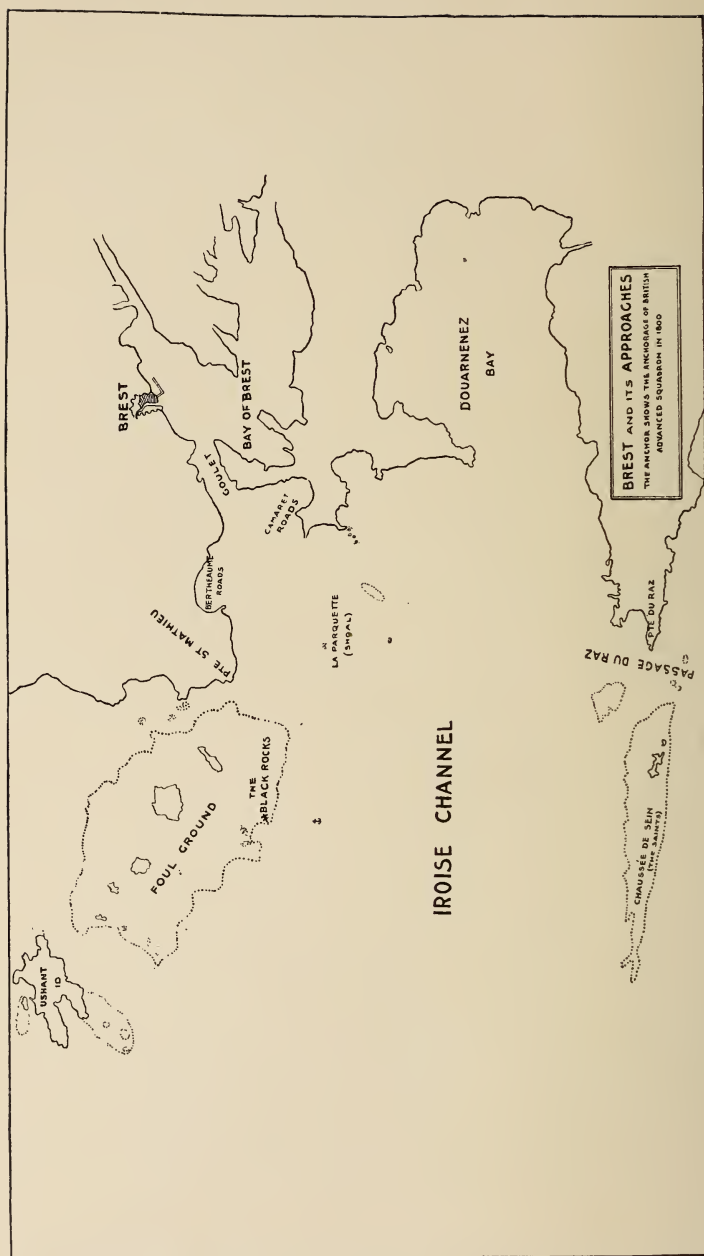 USHANT
ID
FOUL GROUND
THE
BLACK ROCKS
PTE ST MATHIEU
BERTHEAUME
ROADS
GOULET
BREST
BAY OF BREST
CAMARET
ROADS
LA PARQUETTE
(SHOAL)
IROISE CHANNEL
DOUARNENEZ
BAY
CHAUSSÉE DE SEIN
(THE SAINTS)
PASSAGE DU RAZ
PTE DU RAZ
BREST AND ITS APPROACHES
THE ANCHOR SHOWS THE ANCHORAGE OF BRITISH
ADVANCED SQUADRON IN 1800